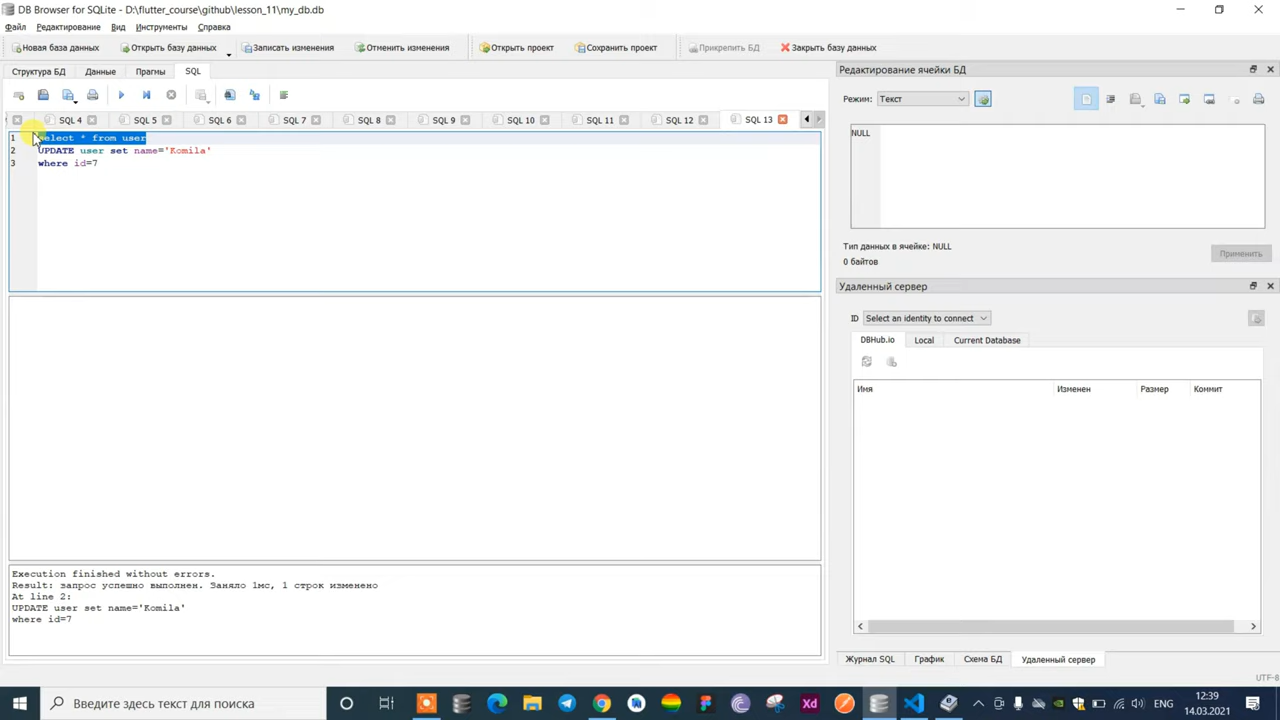 DB Browser for SQLite - D:\flutter_course\github\lesson_11\my_db.db
Файл Редактирование Вид Инструменты Справка
Новая база данных Открыть базу данных Записать изменения Отменить изменения Открыть проект Сохранить проект Прикрепить БД Закрыть базу данных
Структура БД Данные Прагмы SQL
SQL 4 SQL 5 SQL 6 SQL 7 SQL 8 SQL 9 SQL 10 SQL 11 SQL 12 SQL 13
1 select * from user
2 UPDATE user set name='Komila'
3 where id=7
Execution finished without errors.
Result: запрос успешно выполнен. Заняло 1мс, 1 строк изменено
At line 2:
UPDATE user set name='Komila'
where id=7
Редактирование ячейки БД
Режим: Текст
NULL
Тип данных в ячейке: NULL
0 байтов
Применить
Удаленный сервер
ID Select an identity to connect
DBHub.io Local Current Database
Имя Изменен Размер Коммит
Журнал SQL График Схема БД Удаленный сервер
UTF-8
Введите здесь текст для поиска
Xd
ENG
12:39
14.03.2021